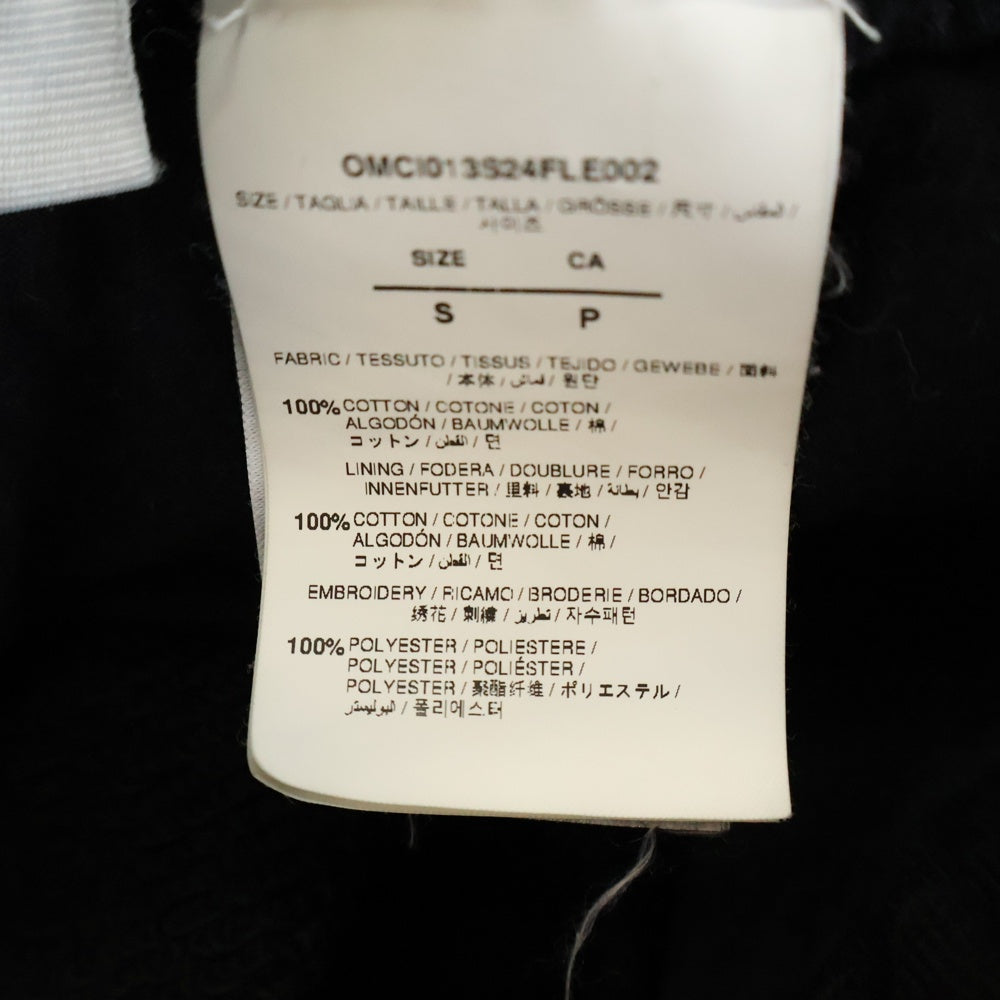 OMCI013S24FLE002
SIZE / TAGLIA / TAILLE / TALLA / GRÖSSE / 尺寸 / المقاس /
사이즈
SIZE CA
S P
FABRIC / TESSUTO / TISSUS / TEJIDO / GEWEBE / 面料
/ 本体 / قماش / 원단
100% COTTON / COTONE / COTON /
ALGODÓN / BAUMWOLLE / 棉 /
コットン / القطن / 면
LINING / FODERA / DOUBLURE / FORRO /
INNENFUTTER / 里料 / 裏地 / بطانة / 안감
100% COTTON / COTONE / COTON /
ALGODÓN / BAUMWOLLE / 棉 /
コットン / القطن / 면
EMBROIDERY / RICAMO / BRODERIE / BORDADO /
绣花 / 刺繍 / تطريز / 자수패턴
100% POLYESTER / POLIESTERE /
POLYESTER / POLIÉSTER /
POLYESTER / 聚酯纤维 / ポリエステル /
البوليستر / 폴리에스터